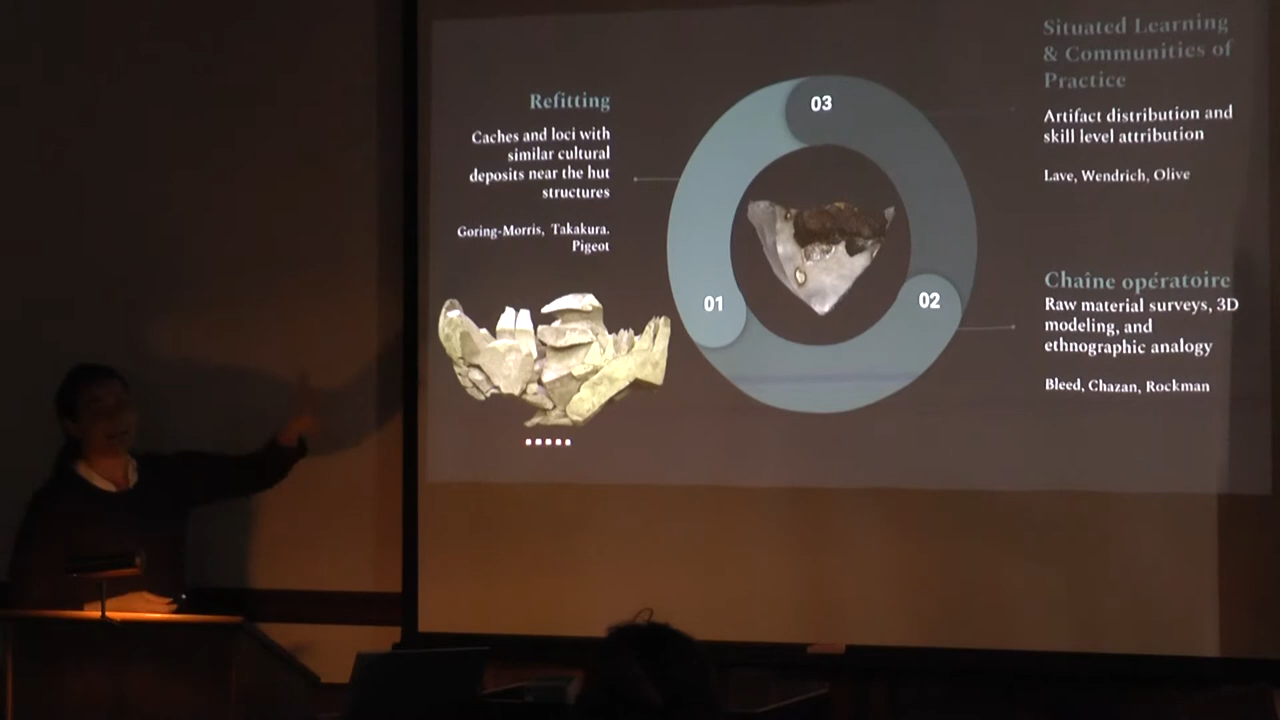 Refitting
Caches and loci with
similar cultural
deposits near the hut
structures
Goring-Morris, Takakura.
Pigeot
01
02
03
Situated Learning
& Communities of
Practice
Artifact distribution and
skill level attribution
Lave, Wendrich, Olive
Chaîne opératoire
Raw material surveys, 3D
modeling, and
ethnographic analogy
Bleed, Chazan, Rockman